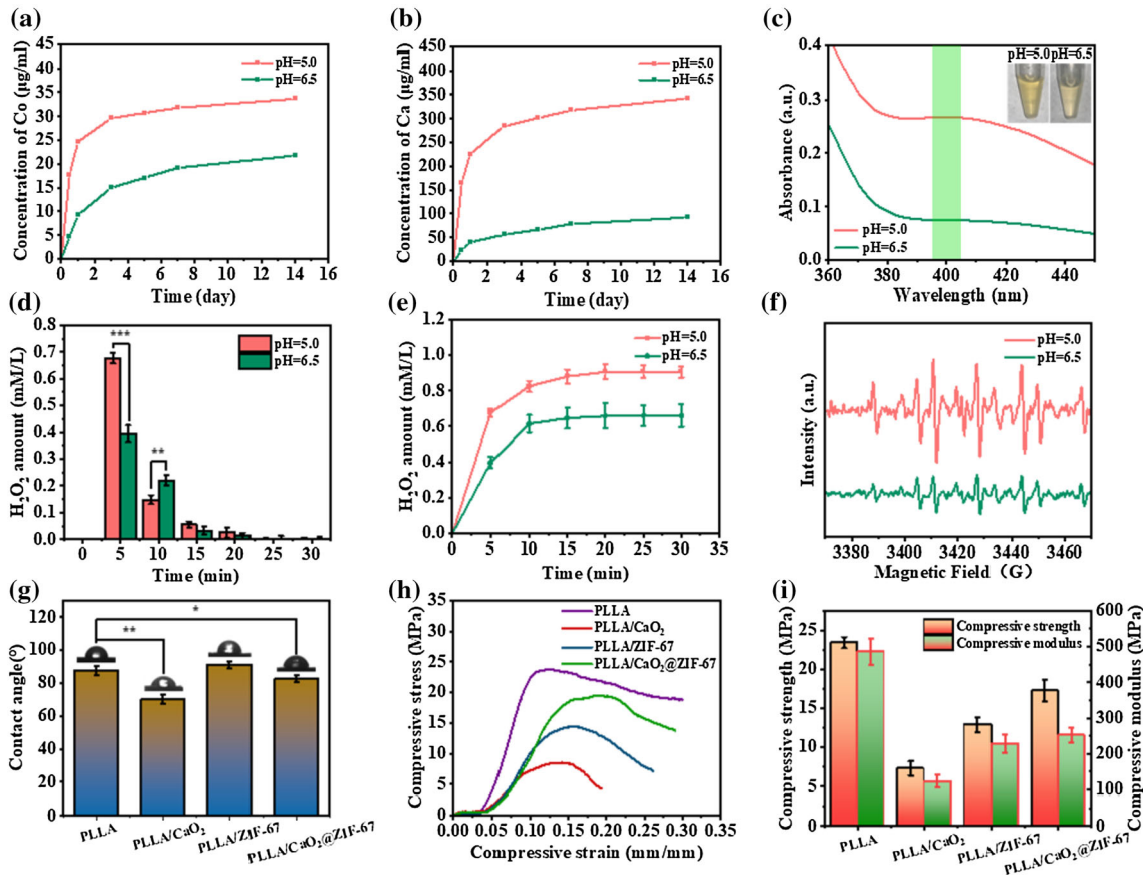 (a)
Concentration of Co (μg/ml)
45
40
35
30
25
20
15
10
5
0
pH=5.0
pH=6.5
0 2 4 6 8 10 12 14 16
Time (day)
(b)
Concentration of Ca (μg/ml)
450
400
350
300
250
200
150
100
50
0
pH=5.0
pH=6.5
0 2 4 6 8 10 12 14 16
Time (day)
(c)
Absorbance (a.u.)
0.4
0.3
0.2
0.1
0.0
pH=5.0 pH=6.5
pH=5.0
pH=6.5
360 380 400 420 440
Wavelength (nm)
(d)
H₂O₂ amount (mM/L)
0.8
0.7
0.6
0.5
0.4
0.3
0.2
0.1
0.0
***
**
pH=5.0
pH=6.5
0 5 10 15 20 25 30
Time (min)
(e)
H₂O₂ amount (mM/L)
1.2
1.0
0.8
0.6
0.4
0.2
0.0
pH=5.0
pH=6.5
0 5 10 15 20 25 30 35
Time (min)
(f)
Intensity (a.u.)
pH=5.0
pH=6.5
3380 3400 3420 3440 3460
Magnetic Field (G)
(g)
Contact angle(°)
120
100
80
60
40
20
0
*
**
PLLA
PLLA/CaO₂
PLLA/ZIF-67
PLLA/CaO₂@ZIF-67
(h)
Compressive stress (MPa)
35
30
25
20
15
10
5
0
PLLA
PLLA/CaO₂
PLLA/ZIF-67
PLLA/CaO₂@ZIF-67
0.00 0.05 0.10 0.15 0.20 0.25 0.30 0.35
Compressive strain (mm/mm)
(i)
Compressive strength (MPa)
25
20
15
10
5
0
Compressive strength
Compressive modulus
600
500
400
300
200
100
0
Compressive modulus (MPa)
PLLA
PLLA/CaO₂
PLLA/ZIF-67
PLLA/CaO₂@ZIF-67